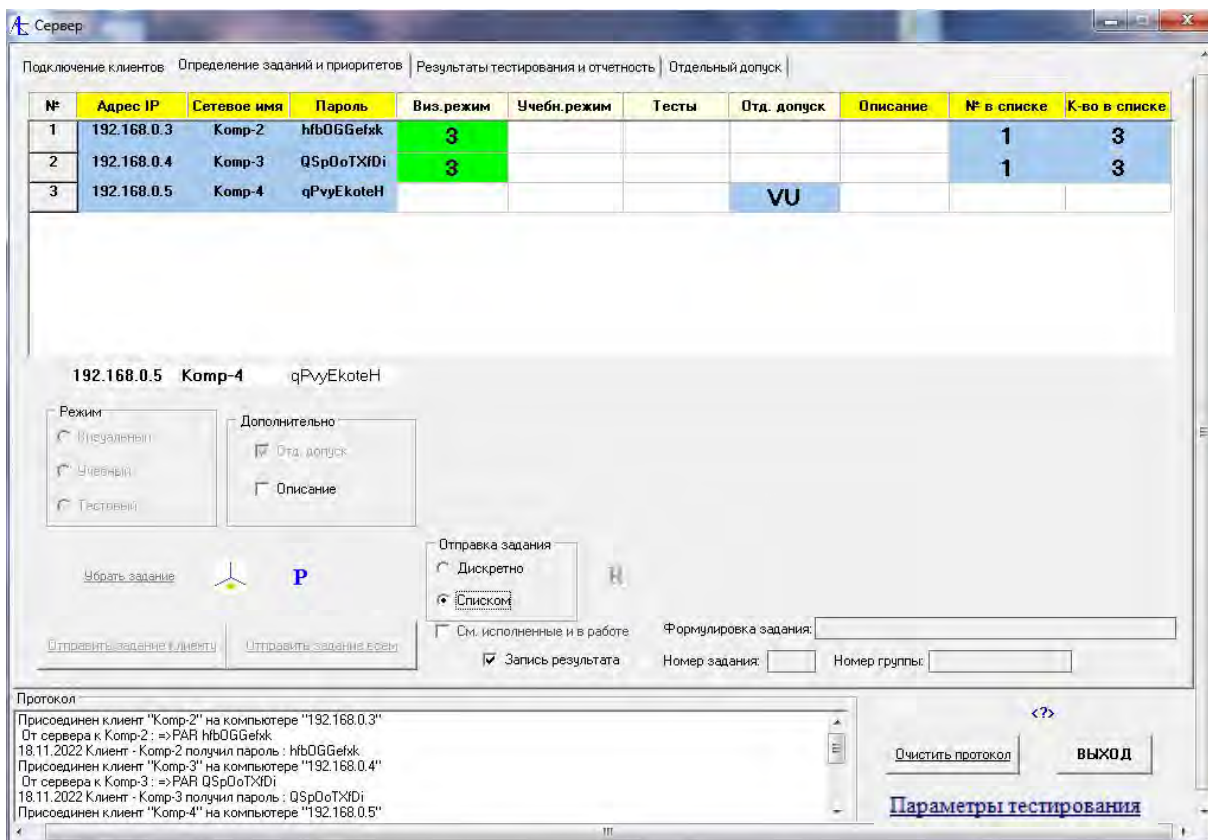 Сервер
Подключение клиентов Определение заданий и приоритетов Результаты тестирования и отчетность Отдельный допуск
№ Адрес IP Сетевое имя Пароль Виз.режим Учебн.режим Тесты Отд. допуск Описание № в списке К-во в списке
1 192.168.0.3 Komp-2 hfbOGGefxk 3 1 3
2 192.168.0.4 Komp-3 QSpOoTXfDi 3 1 3
3 192.168.0.5 Komp-4 qPvyEkoteH VU
192.168.0.5 Komp-4 qPvyEkoteH
Режим
Визуальный
Учебный
Тестовый
Дополнительно
Отд. допуск
Описание
Убрать задание P
Отправка задания
Дискретно
Списком
Н
Отправить задание клиенту Отправить задание всем
См. исполненные и в работе
Запись результата
Формулировка задания:
Номер задания: Номер группы:
Протокол
Присоединен клиент "Komp-2" на компьютере "192.168.0.3"
От сервера к Komp-2 : =>PAR hfbOGGefxk
18.11.2022 Клиент - Komp-2 получил пароль : hfbOGGefxk
Присоединен клиент "Komp-3" на компьютере "192.168.0.4"
От сервера к Komp-3 : =>PAR QSpOoTXfDi
18.11.2022 Клиент - Komp-3 получил пароль : QSpOoTXfDi
Присоединен клиент "Komp-4" на компьютере "192.168.0.5"
<?>
Очистить протокол ВЫХОД
Параметры тестирования